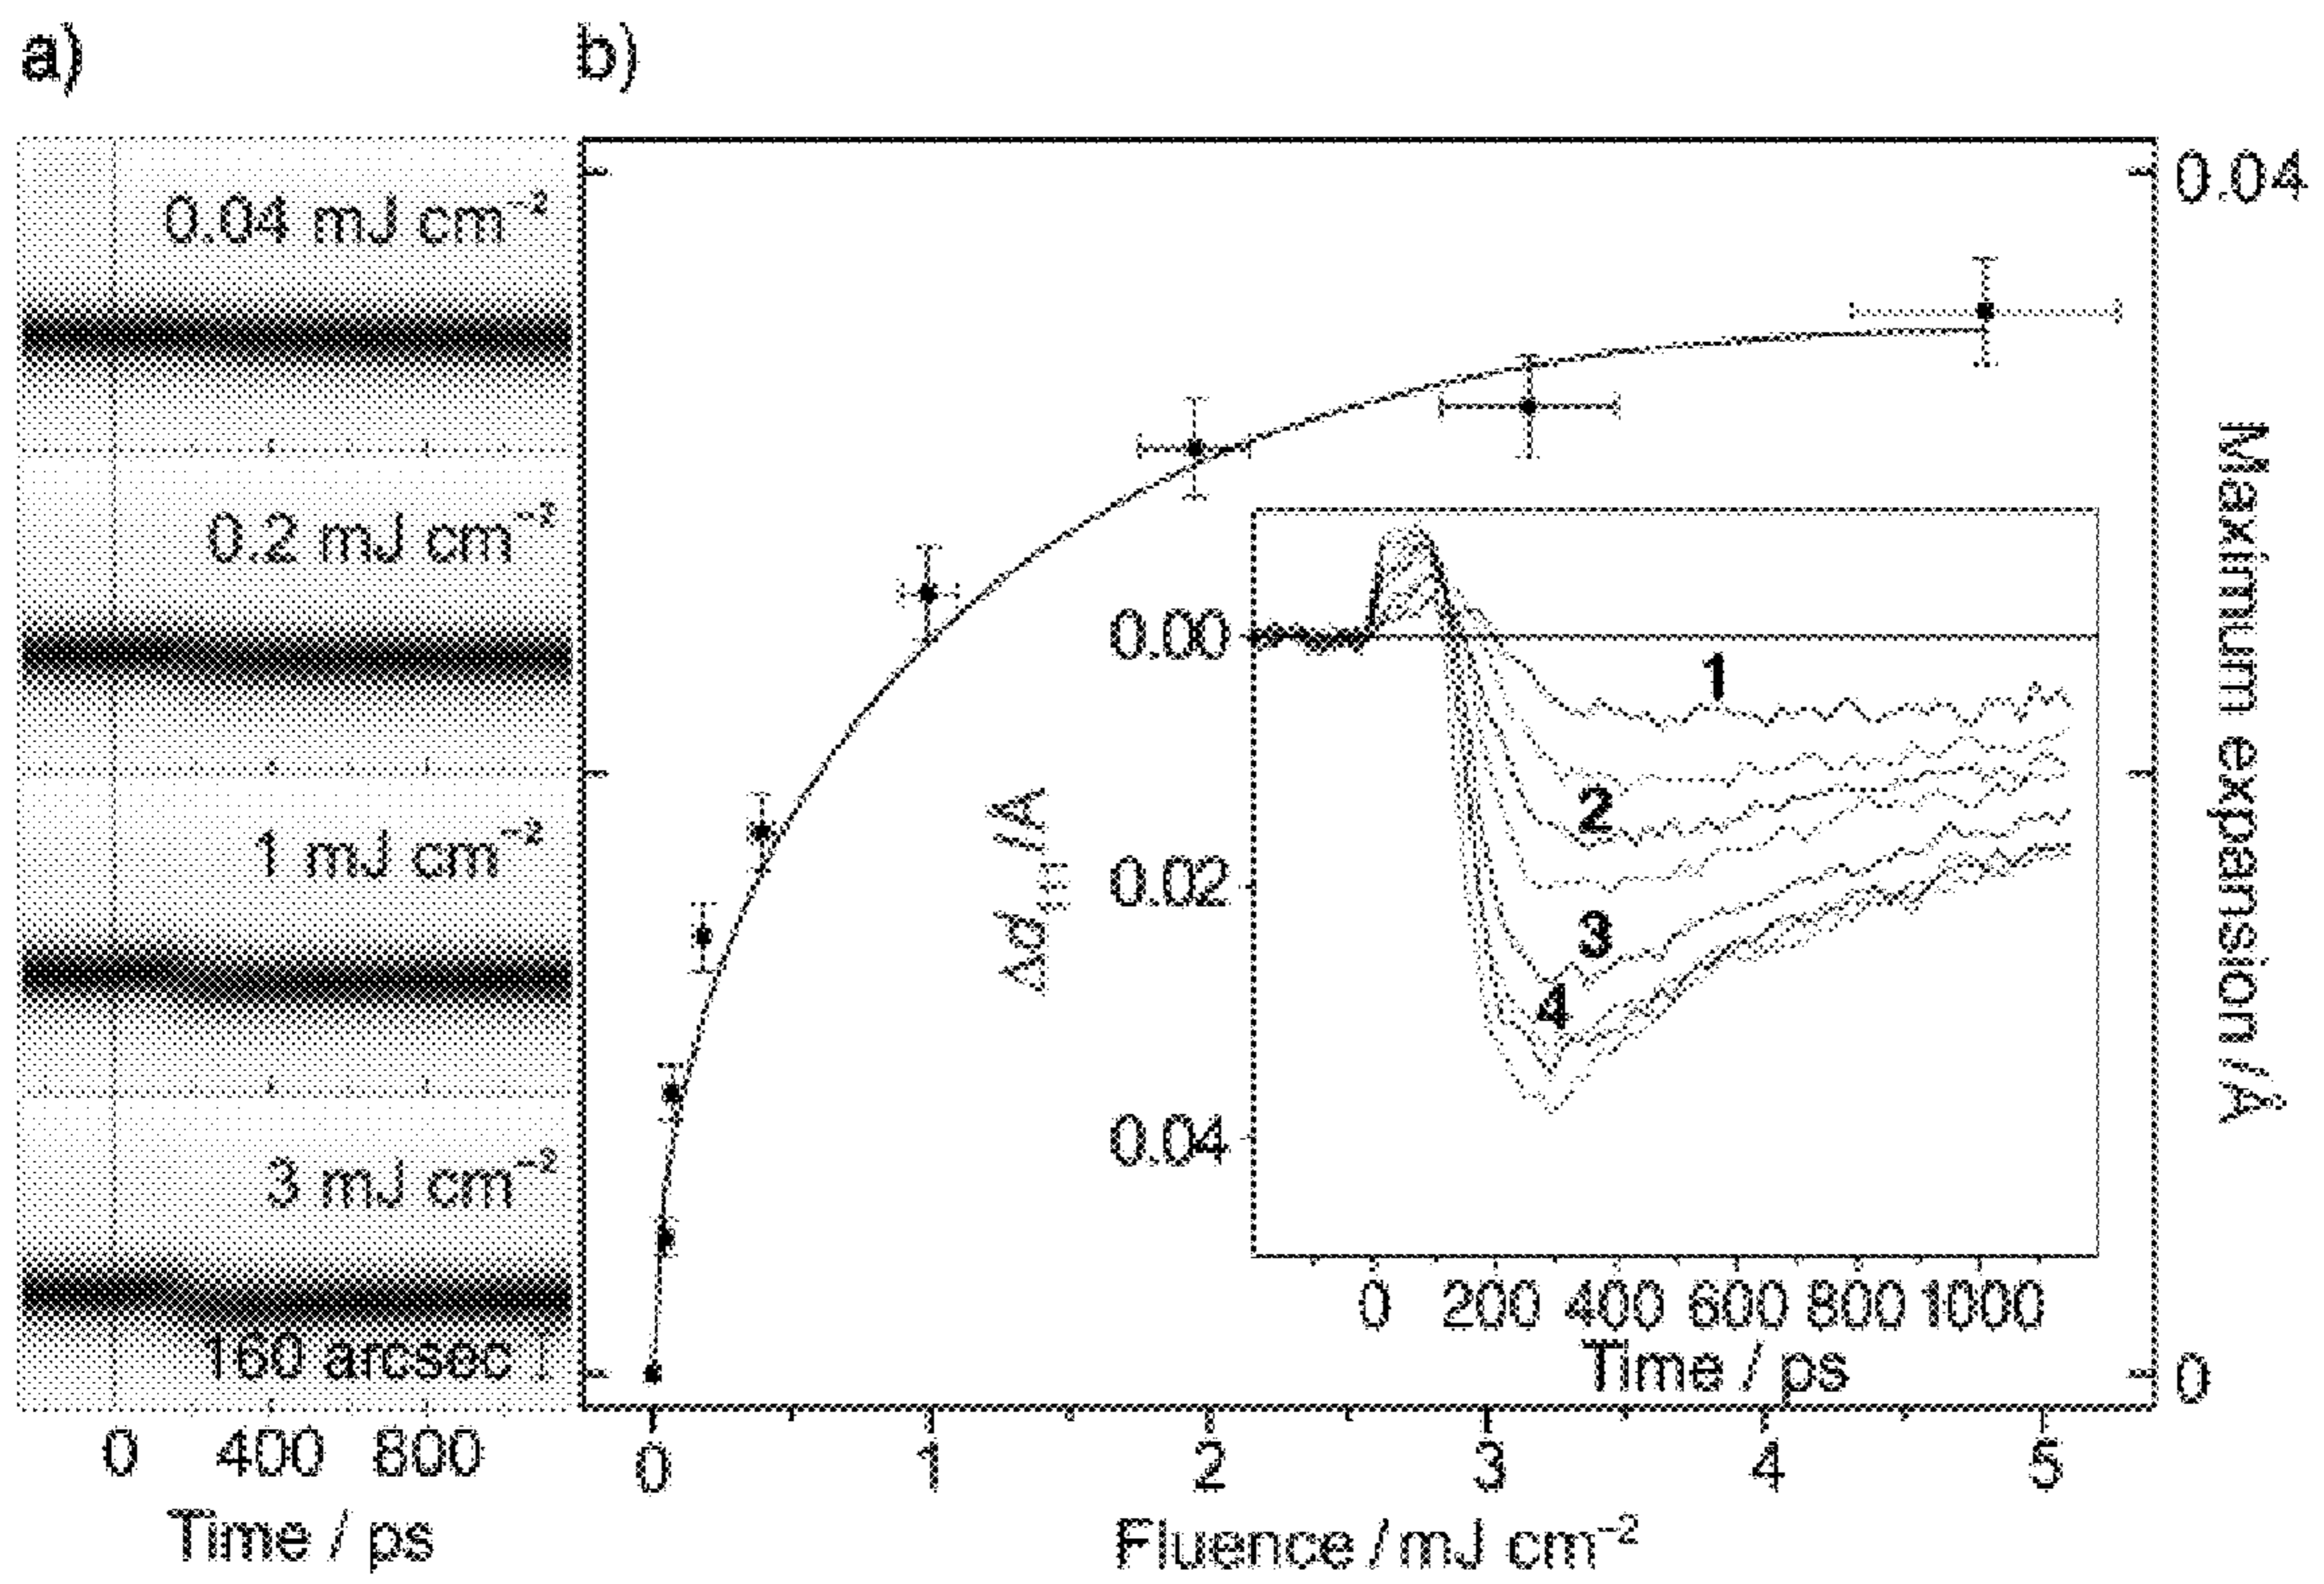 a)
b)
0.04 mJ cm⁻²
0.2 mJ cm⁻²
1 mJ cm⁻²
3 mJ cm⁻²
160 arcsec
0 400 800
Time / ps
0.04
0
Maximum expansion / Å
0 1 2 3 4 5
Fluence / mJ cm⁻²
0.00
0.02
0.04
Δd₁₁₁ /Å
1
2
3
4
0 200 400 600 800 1000
Time / ps